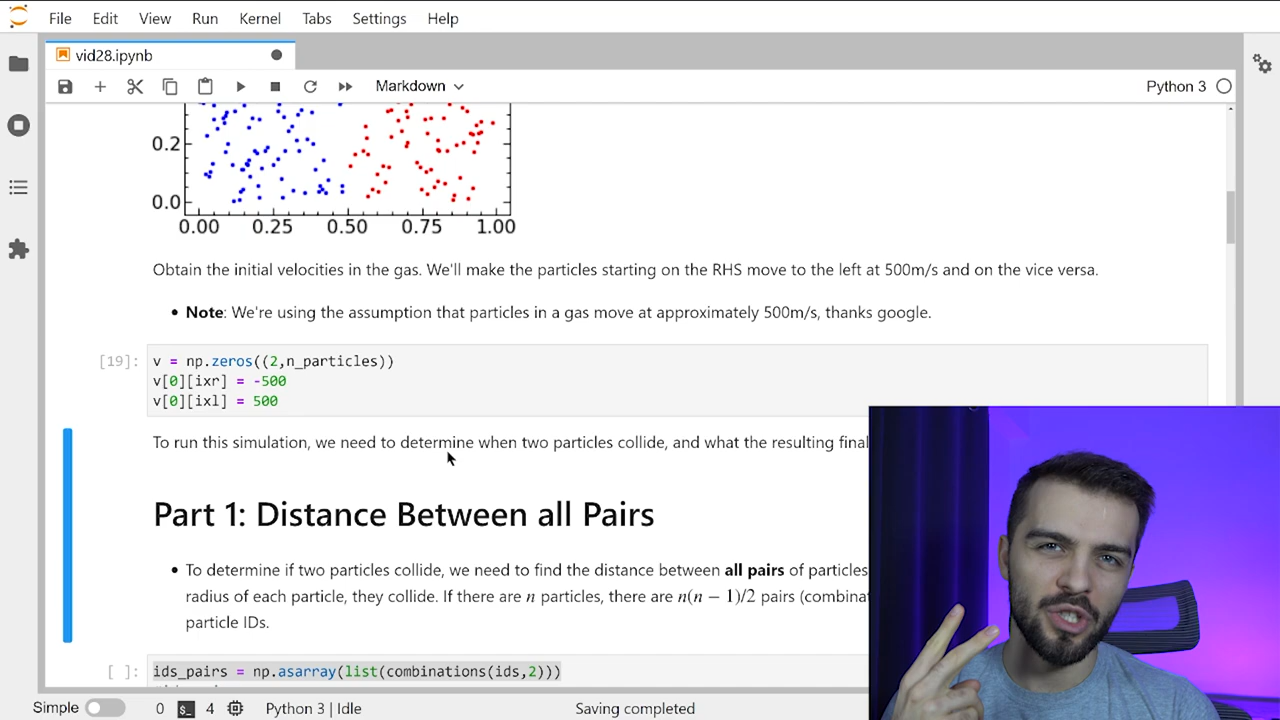 File Edit View Run Kernel Tabs Settings Help
vid28.ipynb
Markdown
Python 3
0.2
0.0
0.00 0.25 0.50 0.75 1.00
Obtain the initial velocities in the gas. We'll make the particles starting on the RHS move to the left at 500m/s and on the vice versa.
• Note: We're using the assumption that particles in a gas move at approximately 500m/s, thanks google.
[19]: v = np.zeros((2,n_particles))
v[0][ixr] = -500
v[0][ixl] = 500
To run this simulation, we need to determine when two particles collide, and what the resulting final
Part 1: Distance Between all Pairs
• To determine if two particles collide, we need to find the distance between all pairs of particles
radius of each particle, they collide. If there are n particles, there are n(n − 1)/2 pairs (combinat
particle IDs.
[ ]: ids_pairs = np.asarray(list(combinations(ids,2)))
Simple 0 $_ 4 Python 3 | Idle Saving completed